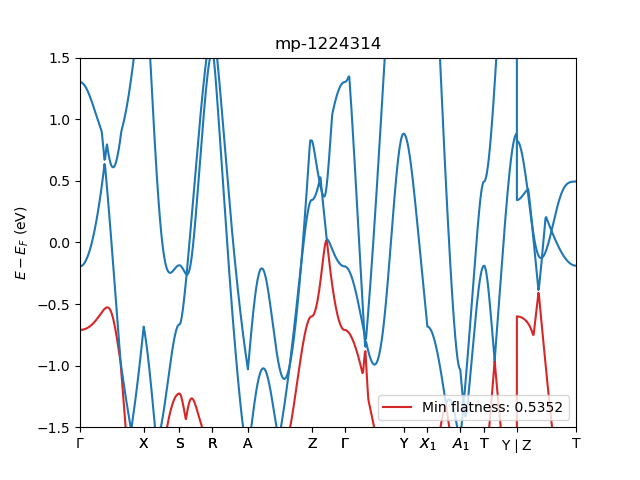 mp-1224314
E − E_F (eV)
1.5
1.0
0.5
0.0
−0.5
−1.0
−1.5
Min flatness: 0.5352
Γ X S R A Z Γ Y X₁ A₁ T Y | Z T